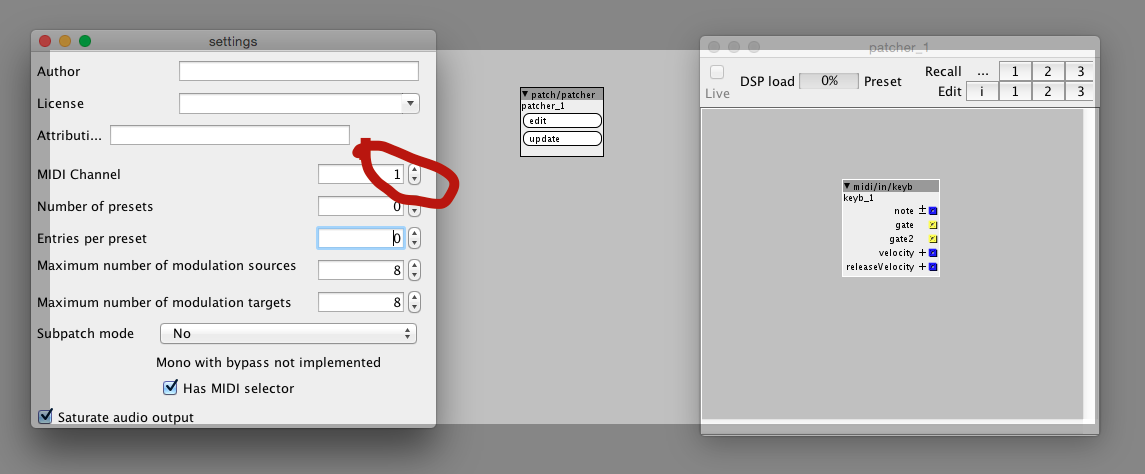 settings
Author
License
Attributi...
MIDI Channel 1
Number of presets 0
Entries per preset 0
Maximum number of modulation sources 8
Maximum number of modulation targets 8
Subpatch mode No
Mono with bypass not implemented
Has MIDI selector
Saturate audio output
patch/patcher
patcher_1
edit
update
patcher_1
Live
DSP load 0% Preset
Recall ... 1 2 3
Edit i 1 2 3
midi/in/keyb
keyb_1
note ±
gate
gate2
velocity +
releaseVelocity +